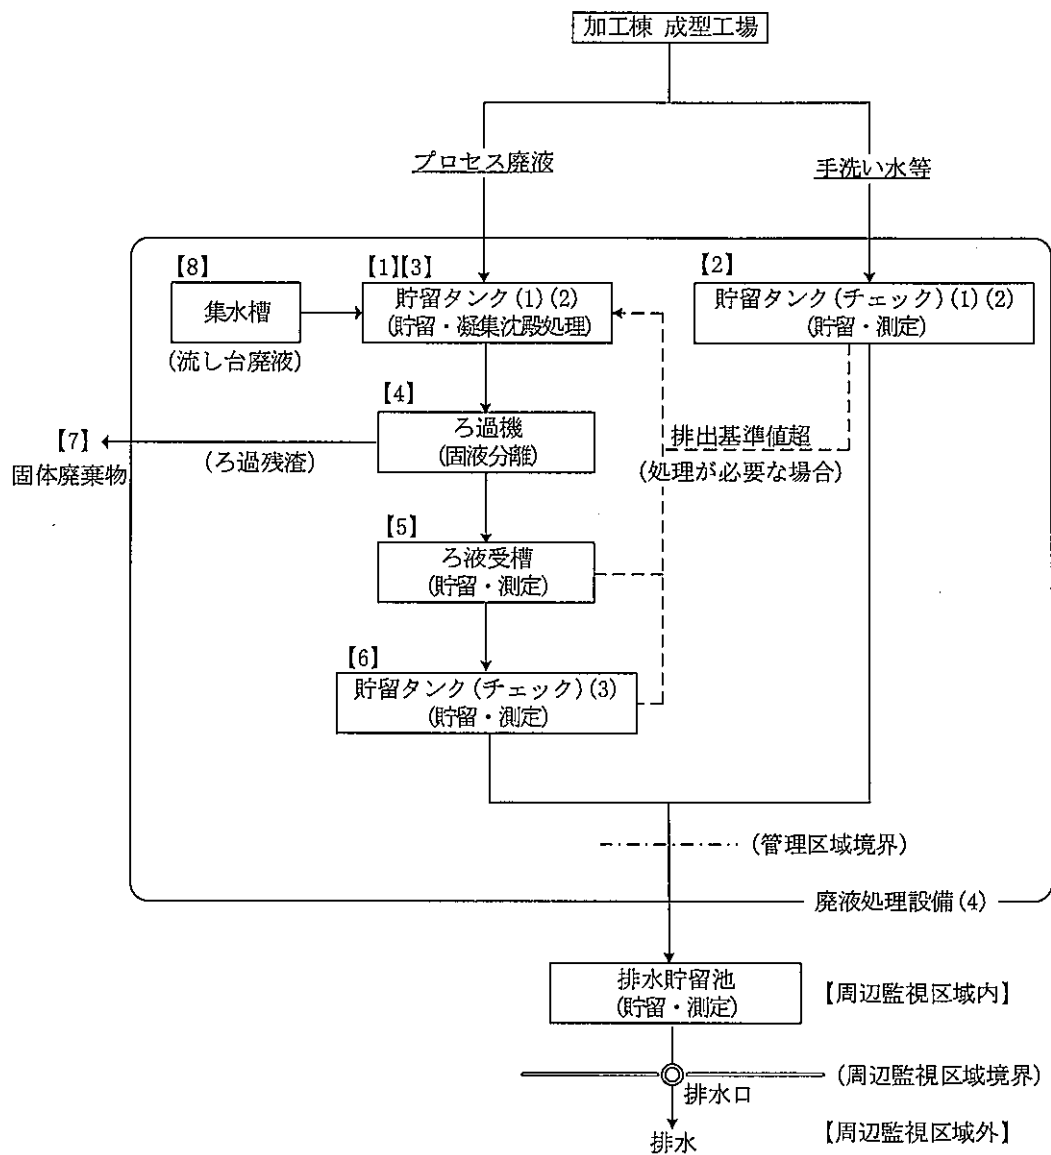 加工棟 成型工場
プロセス廃液
手洗い水等
【8】
集水槽
(流し台廃液)
【1】【3】
貯留タンク(1)(2)
(貯留・凝集沈殿処理)
【2】
貯留タンク(チェック)(1)(2)
(貯留・測定)
【4】
ろ過機
(固液分離)
【7】
固体廃棄物
(ろ過残渣)
排出基準値超
(処理が必要な場合)
【5】
ろ液受槽
(貯留・測定)
【6】
貯留タンク(チェック)(3)
(貯留・測定)
(管理区域境界)
廃液処理設備(4)
排水貯留池
(貯留・測定)
【周辺監視区域内】
(周辺監視区域境界)
排水口
排水
【周辺監視区域外】